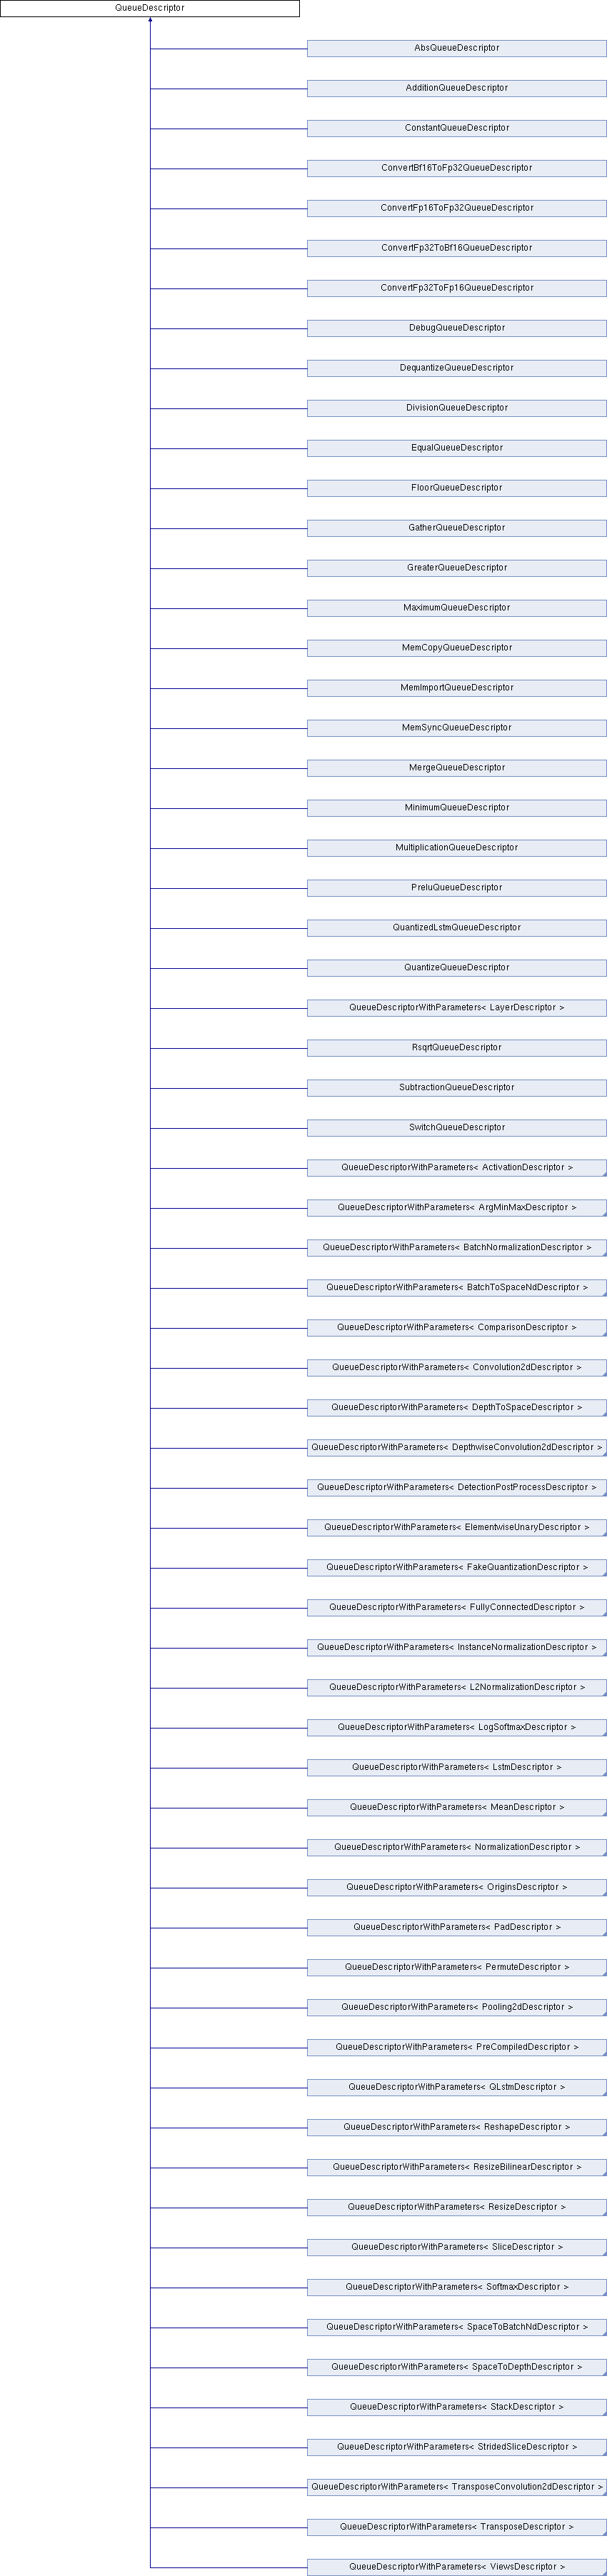 QueueDescriptor
AbsQueueDescriptor
AdditionQueueDescriptor
ConstantQueueDescriptor
ConvertBf16ToFp32QueueDescriptor
ConvertFp16ToFp32QueueDescriptor
ConvertFp32ToBf16QueueDescriptor
ConvertFp32ToFp16QueueDescriptor
DebugQueueDescriptor
DequantizeQueueDescriptor
DivisionQueueDescriptor
EqualQueueDescriptor
FloorQueueDescriptor
GatherQueueDescriptor
GreaterQueueDescriptor
MaximumQueueDescriptor
MemCopyQueueDescriptor
MemImportQueueDescriptor
MemSyncQueueDescriptor
MergeQueueDescriptor
MinimumQueueDescriptor
MultiplicationQueueDescriptor
PreluQueueDescriptor
QuantizedLstmQueueDescriptor
QuantizeQueueDescriptor
QueueDescriptorWithParameters< LayerDescriptor >
RsqrtQueueDescriptor
SubtractionQueueDescriptor
SwitchQueueDescriptor
QueueDescriptorWithParameters< ActivationDescriptor >
QueueDescriptorWithParameters< ArgMinMaxDescriptor >
QueueDescriptorWithParameters< BatchNormalizationDescriptor >
QueueDescriptorWithParameters< BatchToSpaceNdDescriptor >
QueueDescriptorWithParameters< ComparisonDescriptor >
QueueDescriptorWithParameters< Convolution2dDescriptor >
QueueDescriptorWithParameters< DepthToSpaceDescriptor >
QueueDescriptorWithParameters< DepthwiseConvolution2dDescriptor >
QueueDescriptorWithParameters< DetectionPostProcessDescriptor >
QueueDescriptorWithParameters< ElementwiseUnaryDescriptor >
QueueDescriptorWithParameters< FakeQuantizationDescriptor >
QueueDescriptorWithParameters< FullyConnectedDescriptor >
QueueDescriptorWithParameters< InstanceNormalizationDescriptor >
QueueDescriptorWithParameters< L2NormalizationDescriptor >
QueueDescriptorWithParameters< LogSoftmaxDescriptor >
QueueDescriptorWithParameters< LstmDescriptor >
QueueDescriptorWithParameters< MeanDescriptor >
QueueDescriptorWithParameters< NormalizationDescriptor >
QueueDescriptorWithParameters< OriginsDescriptor >
QueueDescriptorWithParameters< PadDescriptor >
QueueDescriptorWithParameters< PermuteDescriptor >
QueueDescriptorWithParameters< Pooling2dDescriptor >
QueueDescriptorWithParameters< PreCompiledDescriptor >
QueueDescriptorWithParameters< QLstmDescriptor >
QueueDescriptorWithParameters< ReshapeDescriptor >
QueueDescriptorWithParameters< ResizeBilinearDescriptor >
QueueDescriptorWithParameters< ResizeDescriptor >
QueueDescriptorWithParameters< SliceDescriptor >
QueueDescriptorWithParameters< SoftmaxDescriptor >
QueueDescriptorWithParameters< SpaceToBatchNdDescriptor >
QueueDescriptorWithParameters< SpaceToDepthDescriptor >
QueueDescriptorWithParameters< StackDescriptor >
QueueDescriptorWithParameters< StridedSliceDescriptor >
QueueDescriptorWithParameters< TransposeConvolution2dDescriptor >
QueueDescriptorWithParameters< TransposeDescriptor >
QueueDescriptorWithParameters< ViewsDescriptor >